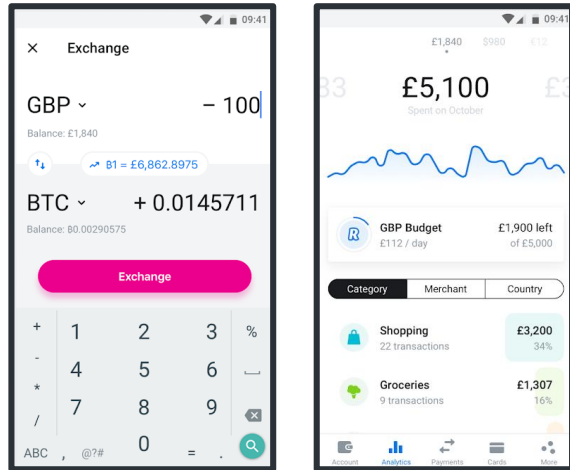 09:41
× Exchange
GBP − 100
Balance: £1,840
₿1 = £6,862.8975
BTC + 0.0145711
Balance: ₿0.00290575
Exchange
+ 1 2 3 %
- 4 5 6
* 7 8 9
/
ABC , @?# 0 = .
09:41
£1,840 $980 €12
33 £5,100 £3
Spent on October
R GBP Budget £1,900 left
£112 / day of £5,000
Category Merchant Country
Shopping £3,200
22 transactions 34%
Groceries £1,307
9 transactions 16%
Account Analytics Payments Cards More